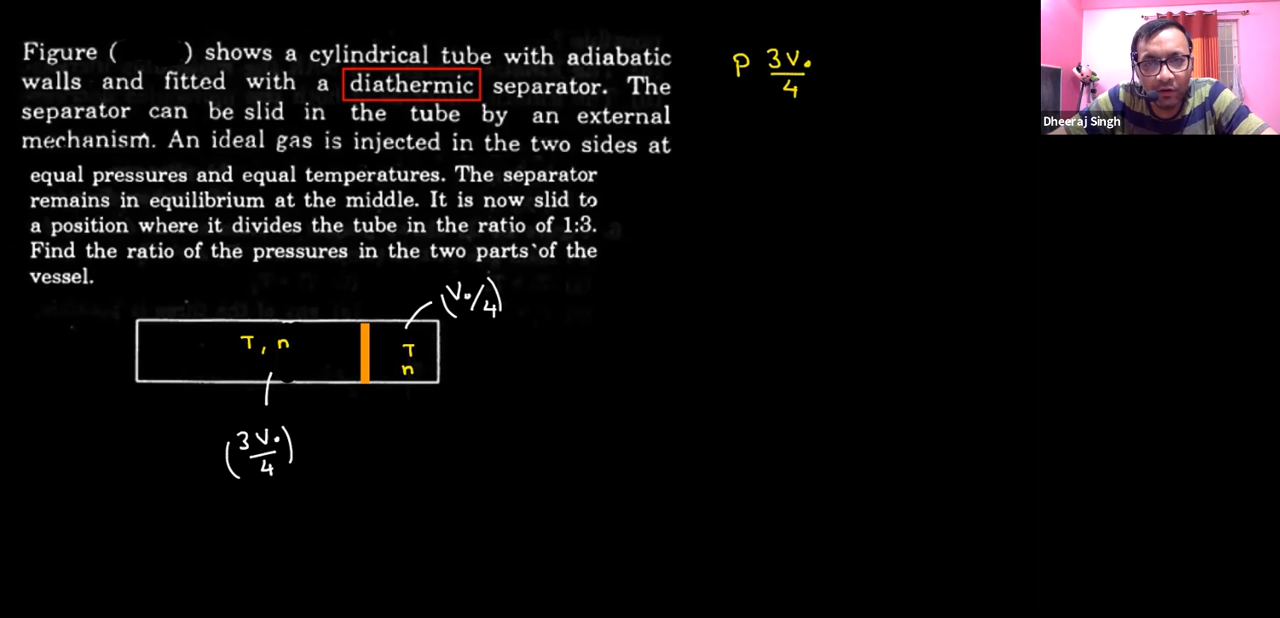 Figure ( ) shows a cylindrical tube with adiabatic
walls and fitted with a diathermic separator. The
separator can be slid in the tube by an external
mechanism. An ideal gas is injected in the two sides at
equal pressures and equal temperatures. The separator
remains in equilibrium at the middle. It is now slid to
a position where it divides the tube in the ratio of 1:3.
Find the ratio of the pressures in the two parts of the
vessel.
P 3V₀/4
Dheeraj Singh
(V₀/4)
T, n
T
n
(3V₀/4)